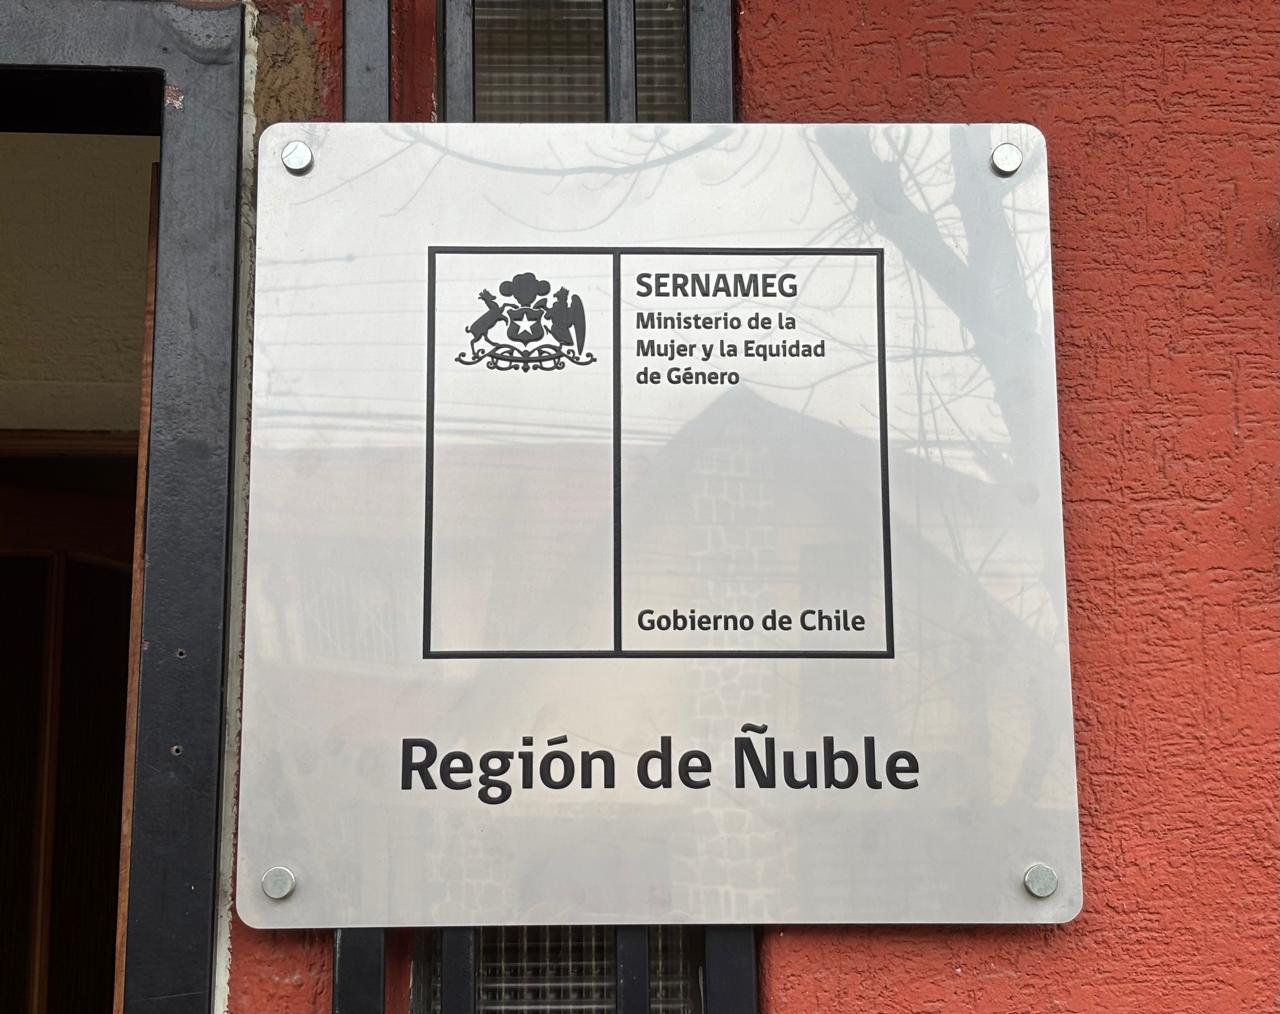 SERNAMEG
Ministerio de la
Mujer y la Equidad
de Género
Gobierno de Chile
Región de Ñuble